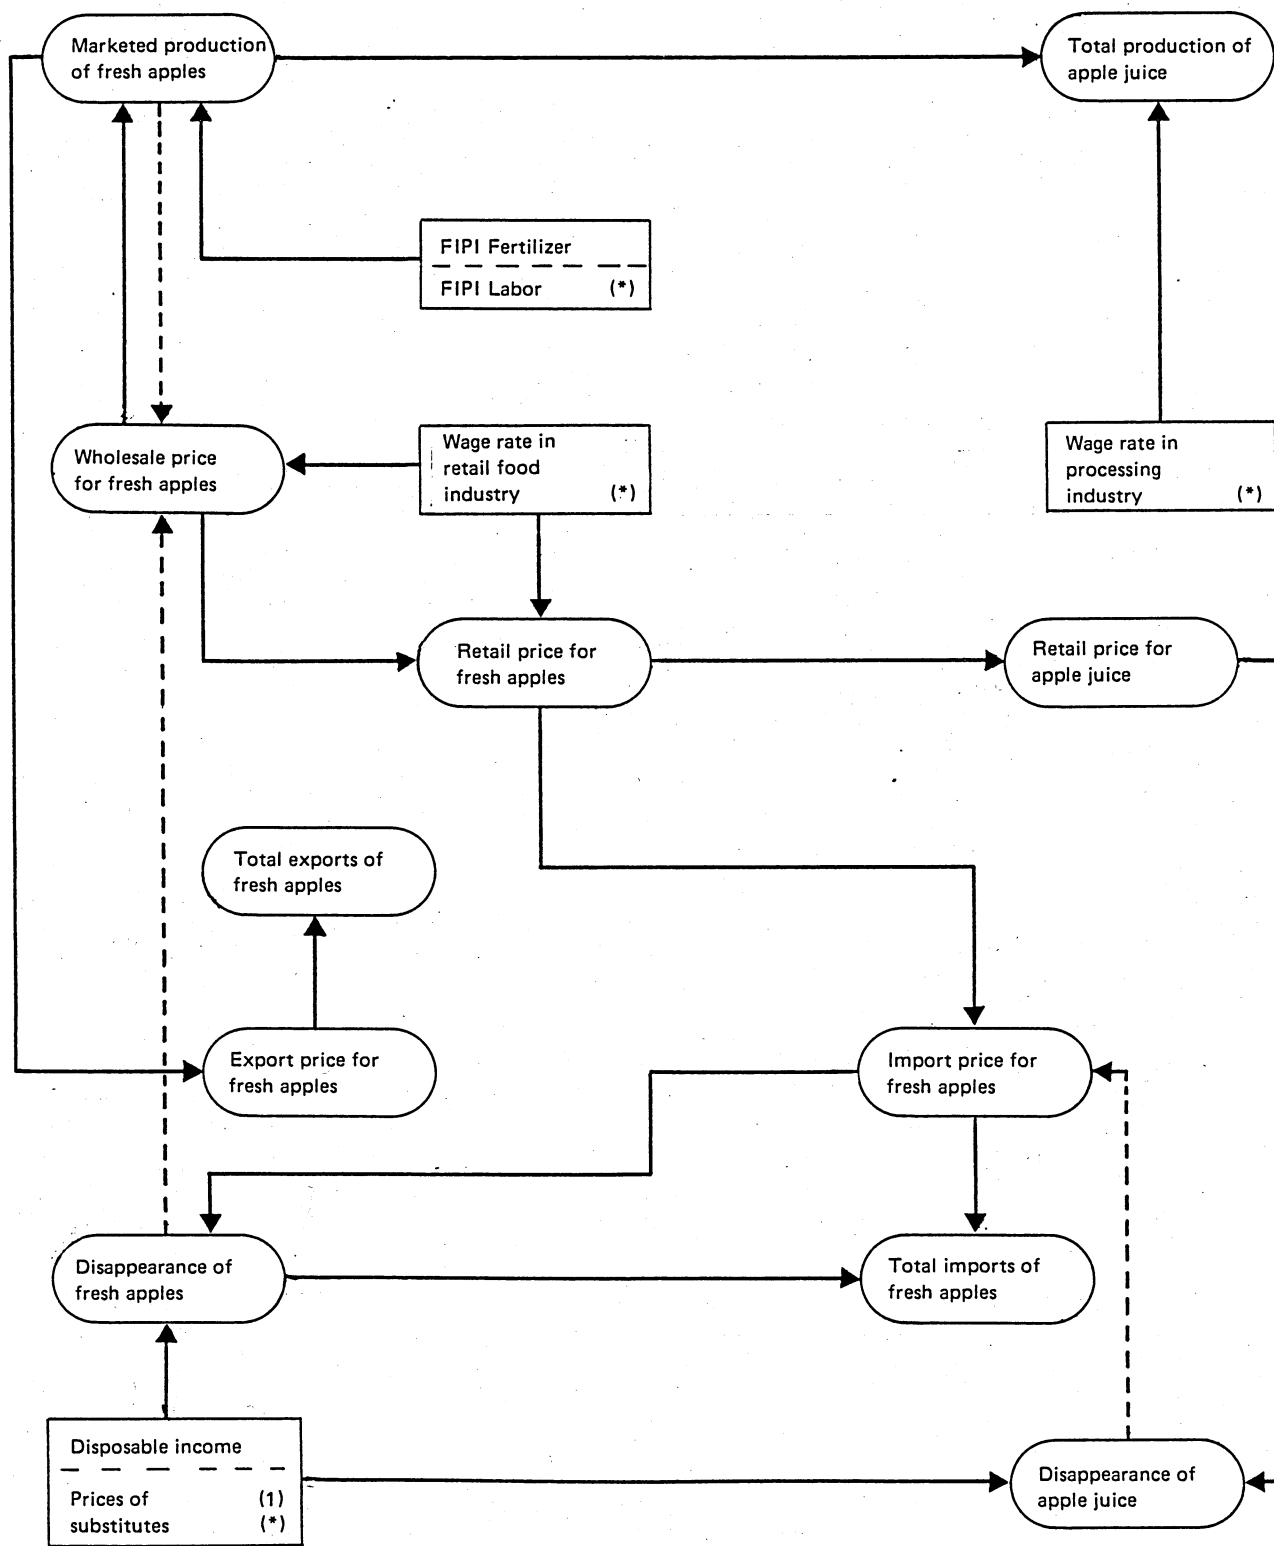 Marketed production
of fresh apples
Total production of
apple juice
FIPI Fertilizer
FIPI Labor (*)
Wholesale price
for fresh apples
Wage rate in
retail food
industry (*)
Wage rate in
processing
industry (*)
Retail price for
fresh apples
Retail price for
apple juice
Total exports of
fresh apples
Export price for
fresh apples
Import price for
fresh apples
Disappearance of
fresh apples
Total imports of
fresh apples
Disposable income
Prices of (1)
substitutes (*)
Disappearance of
apple juice